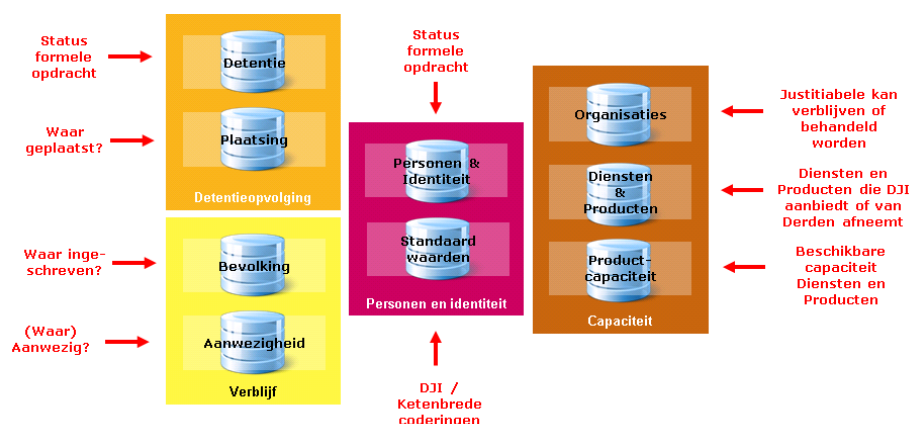 Status
formele
opdracht
Detentie
Waar
geplaatst?
Plaatsing
Detentieopvolging
Waar inge-
schreven?
Bevolking
(Waar)
Aanwezig?
Aanwezigheid
Verblijf
Status
formele
opdracht
Personen &
Identiteit
Standaard
waarden
Personen en identiteit
DJI /
Ketenbrede
coderingen
Organisaties
Diensten
&
Producten
Product-
capaciteit
Capaciteit
Justitiabele kan
verblijven of
behandeld
worden
Diensten en
Producten die DJI
aanbiedt of van
Derden afneemt
Beschikbare
capaciteit
Diensten en
Producten